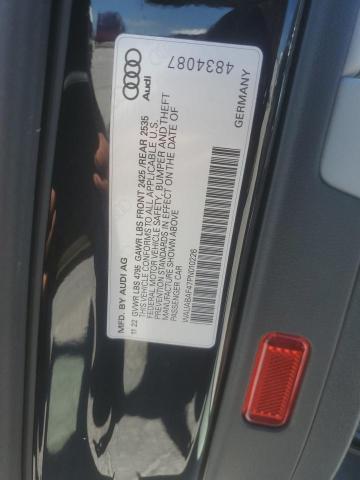 Audi
4834087
GERMANY
MFD. BY AUDI AG
11 22 GVWR LBS 4795 GAWR LBS FRONT 2425 /REAR 2535
THIS VEHICLE CONFORMS TO ALL APPLICABLE U.S.
FEDERAL MOTOR VEHICLE SAFETY, BUMPER AND THEFT
PREVENTION STANDARDS IN EFFECT ON THE DATE OF
MANUFACTURE SHOWN ABOVE
PASSENGER CAR
WAUABAF47PN010226